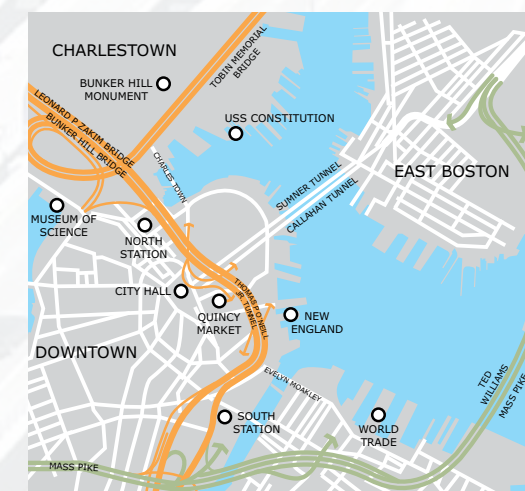 CHARLESTOWN
TOBIN MEMORIAL
BRIDGE
BUNKER HILL
MONUMENT
LEONARD P ZAKIM BRIDGE
BUNKER HILL BRIDGE
USS CONSTITUTION
CHARLES TOWN
SUMNER TUNNEL
CALLAHAN TUNNEL
EAST BOSTON
MUSEUM OF
SCIENCE
NORTH
STATION
CITY HALL
QUINCY
MARKET
THOMAS P O'NEILL
JR. TUNNEL
NEW
ENGLAND
DOWNTOWN
EVELYN MOAKLEY
TED
WILLIAMS
MASS PIKE
SOUTH
STATION
WORLD
TRADE
MASS PIKE